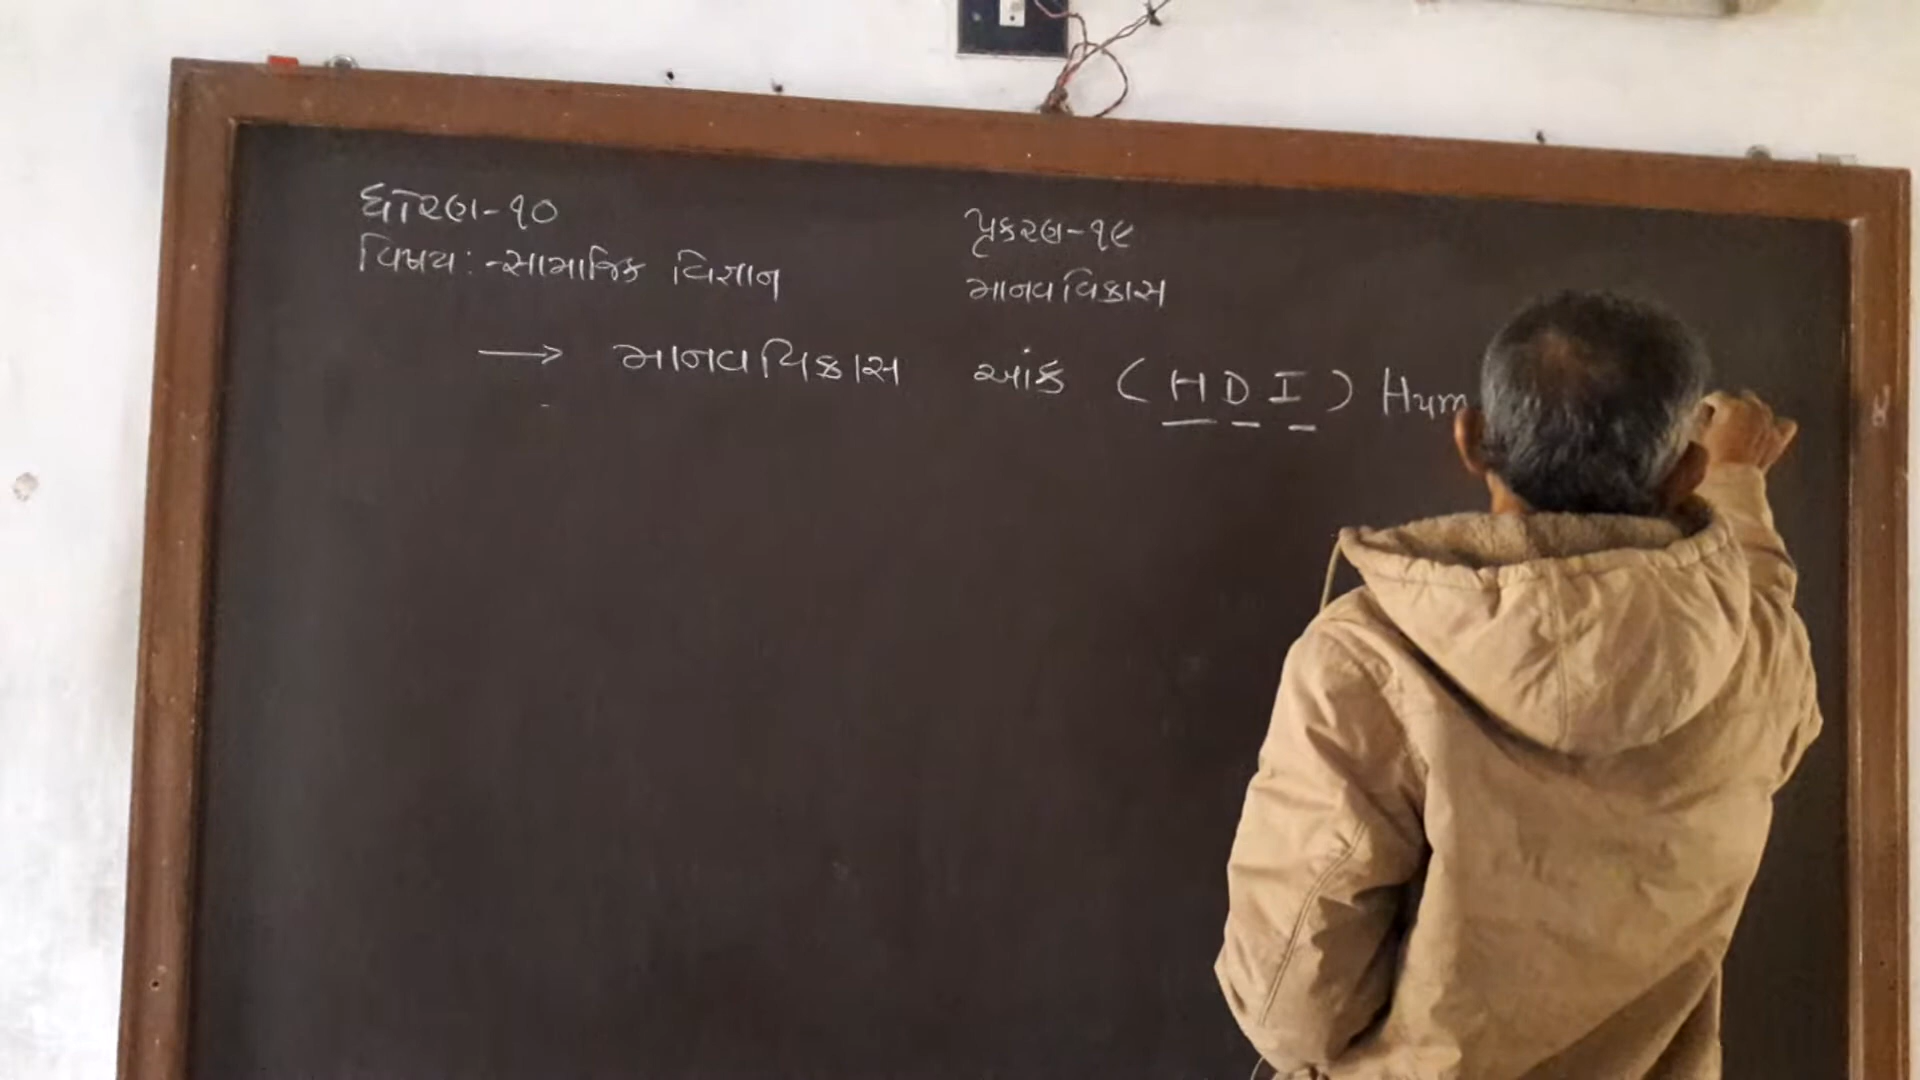 ધોરણ-૧૦
વિષય:-સામાજિક વિજ્ઞાન
પ્રકરણ-૧૯
માનવવિકાસ
→ માનવવિકાસ આંક (HDI) Hum